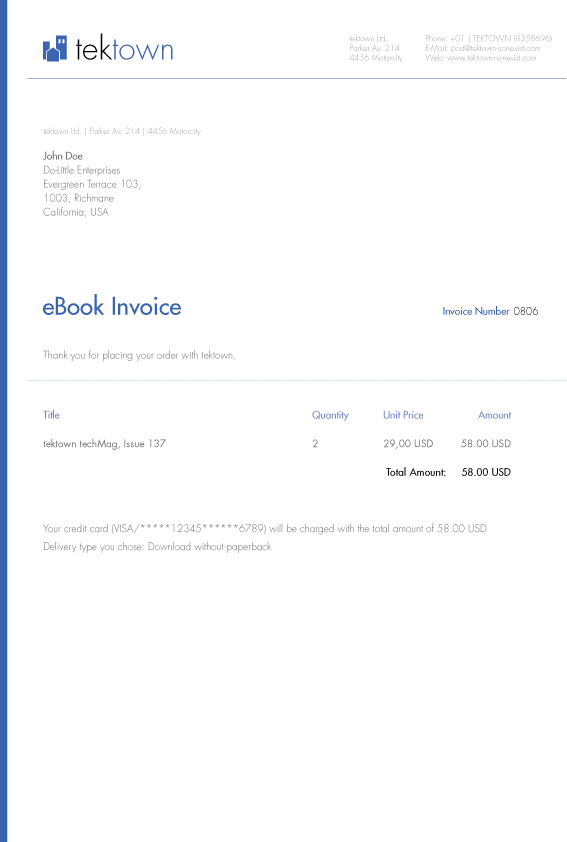 tektown
tektown Ltd.
Parker Av. 214
4456 Motorcity
Phone: +01 | TEKTOWN (8358696)
E-Mail: post@tektown-nonexist.com
Web: www.tektown-nonexist.com
tektown Ltd. | Parker Av. 214 | 4456 Motorcity
John Doe
Do-Little Enterprises
Evergreen Terrace 103,
1003, Richmane
California, USA
eBook Invoice
Invoice Number 0806
Thank you for placing your order with tektown.
Title Quantity Unit Price Amount
tektown techMag, Issue 137 2 29,00 USD 58.00 USD
Total Amount: 58.00 USD
Your credit card (VISA/*****12345******6789) will be charged with the total amount of 58.00 USD
Delivery type you chose: Download without paperback